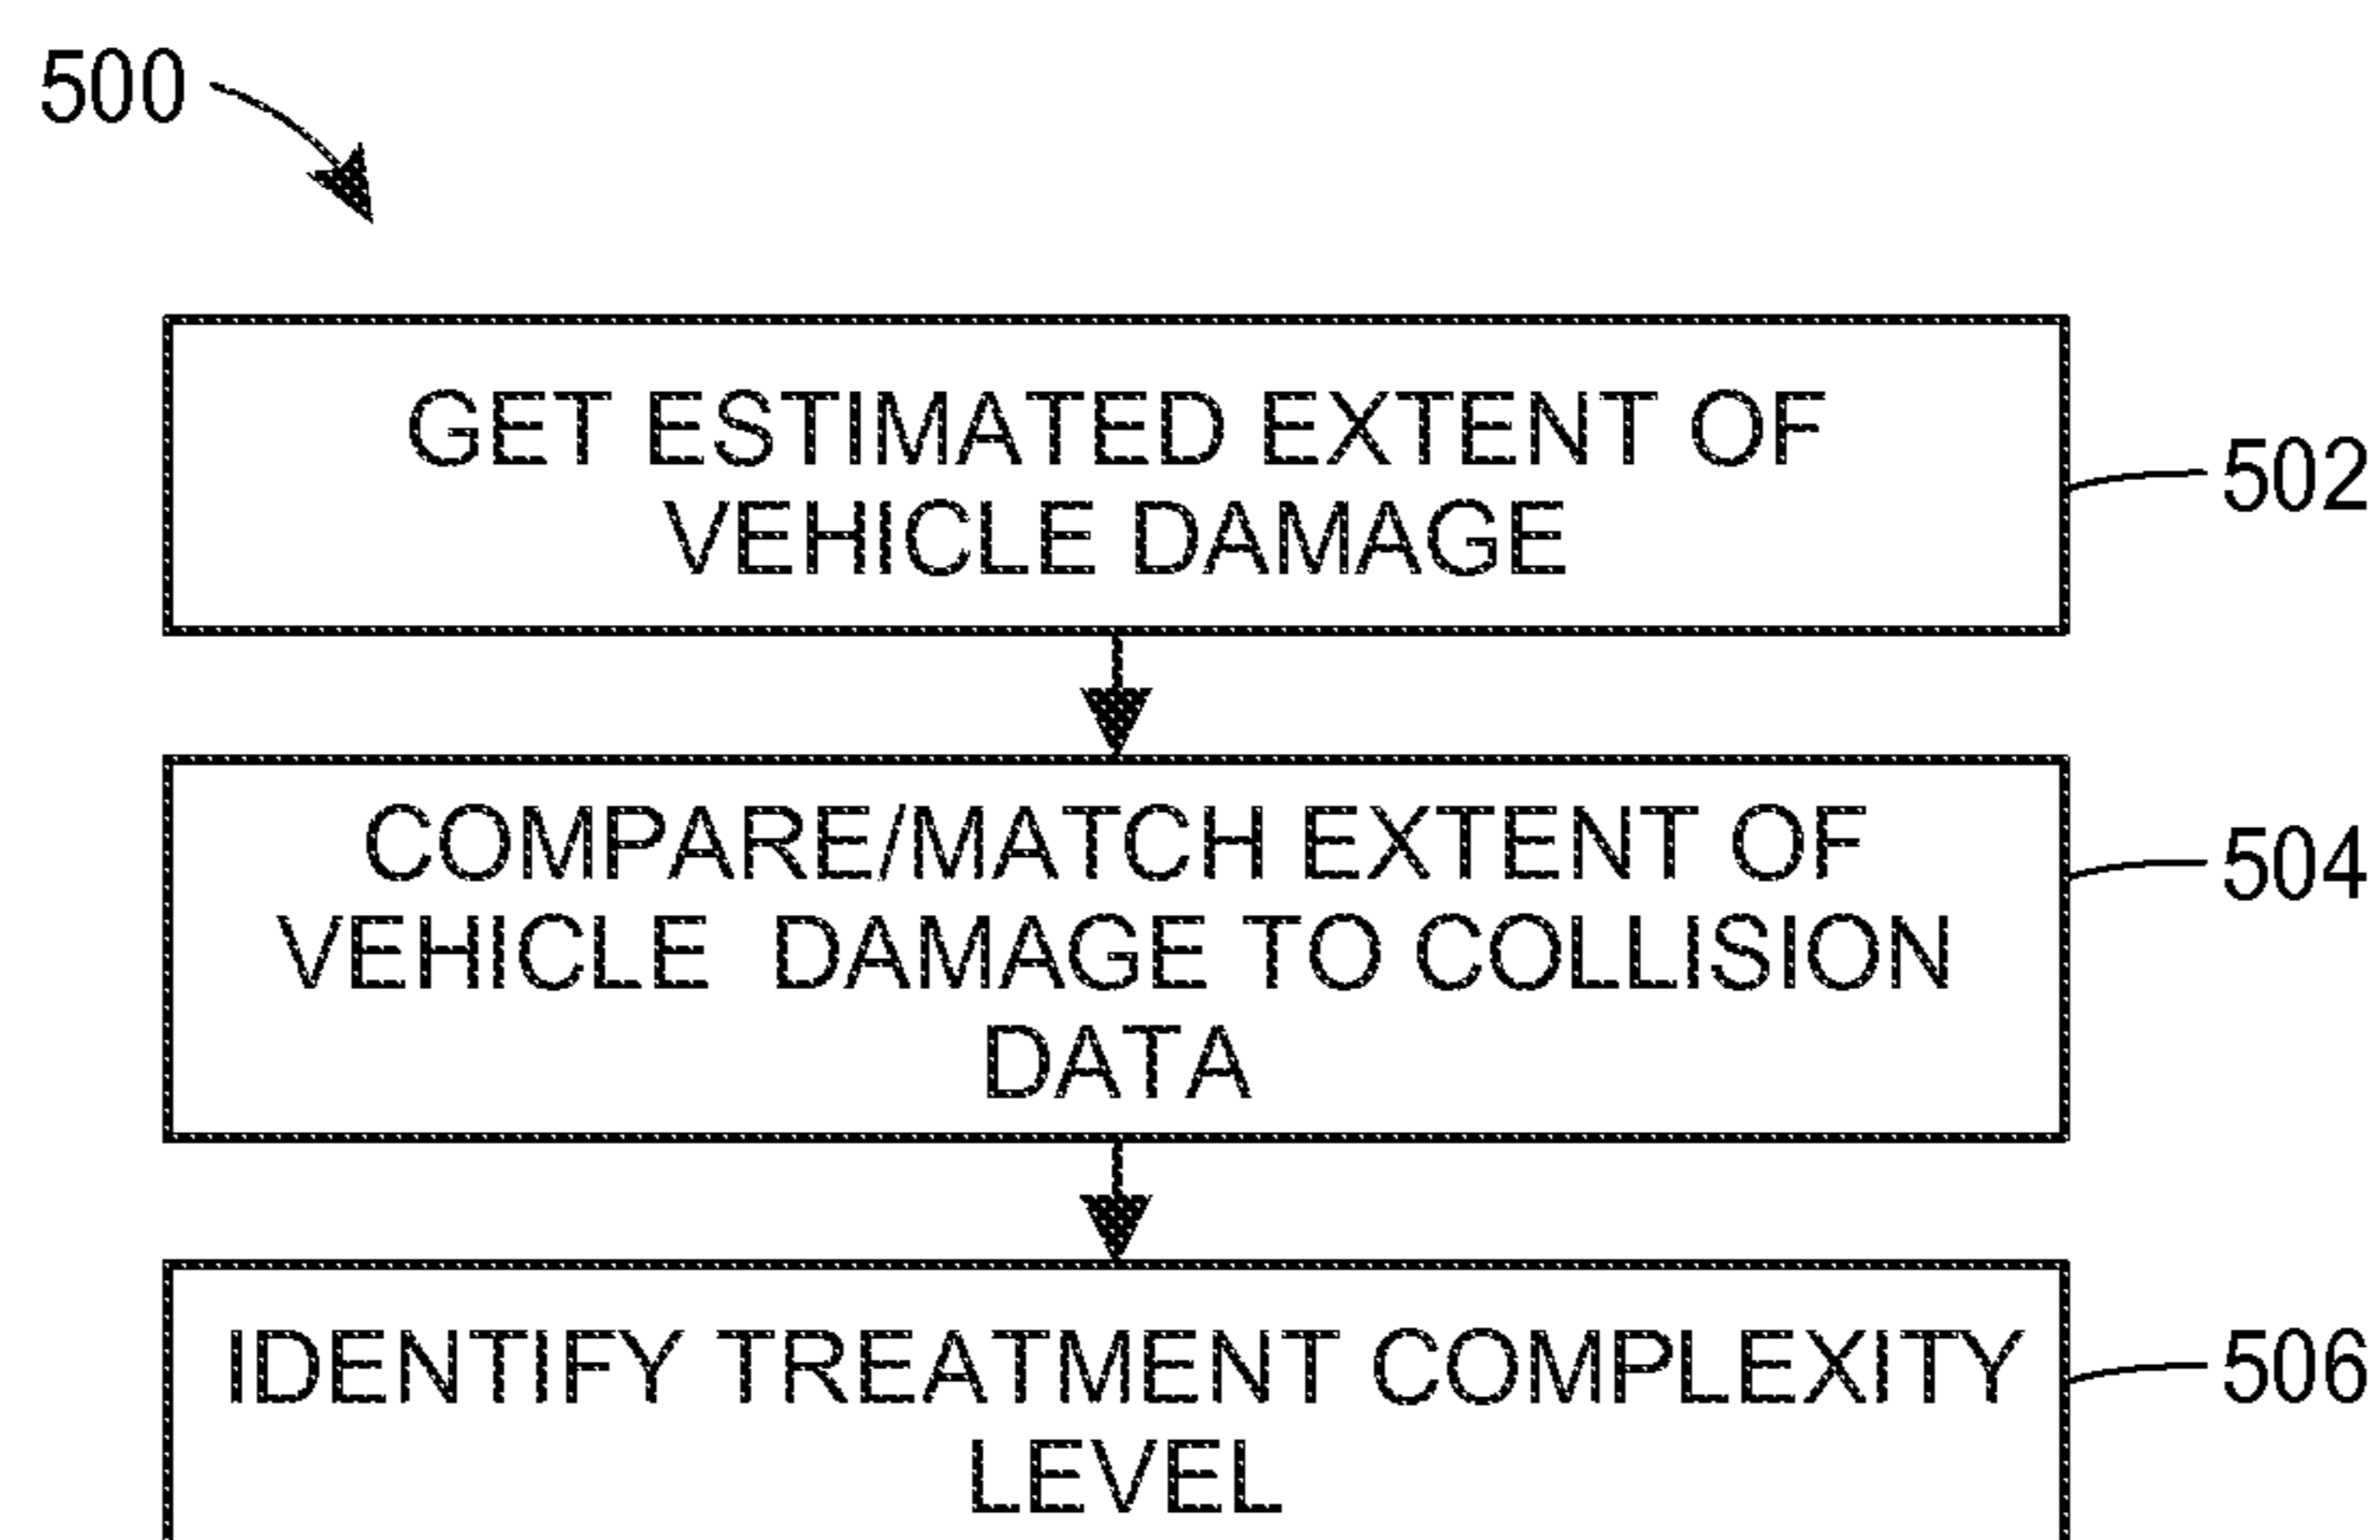 500
GET ESTIMATED EXTENT OF
VEHICLE DAMAGE
502
COMPARE/MATCH EXTENT OF
VEHICLE DAMAGE TO COLLISION
DATA
504
IDENTIFY TREATMENT COMPLEXITY
LEVEL
506